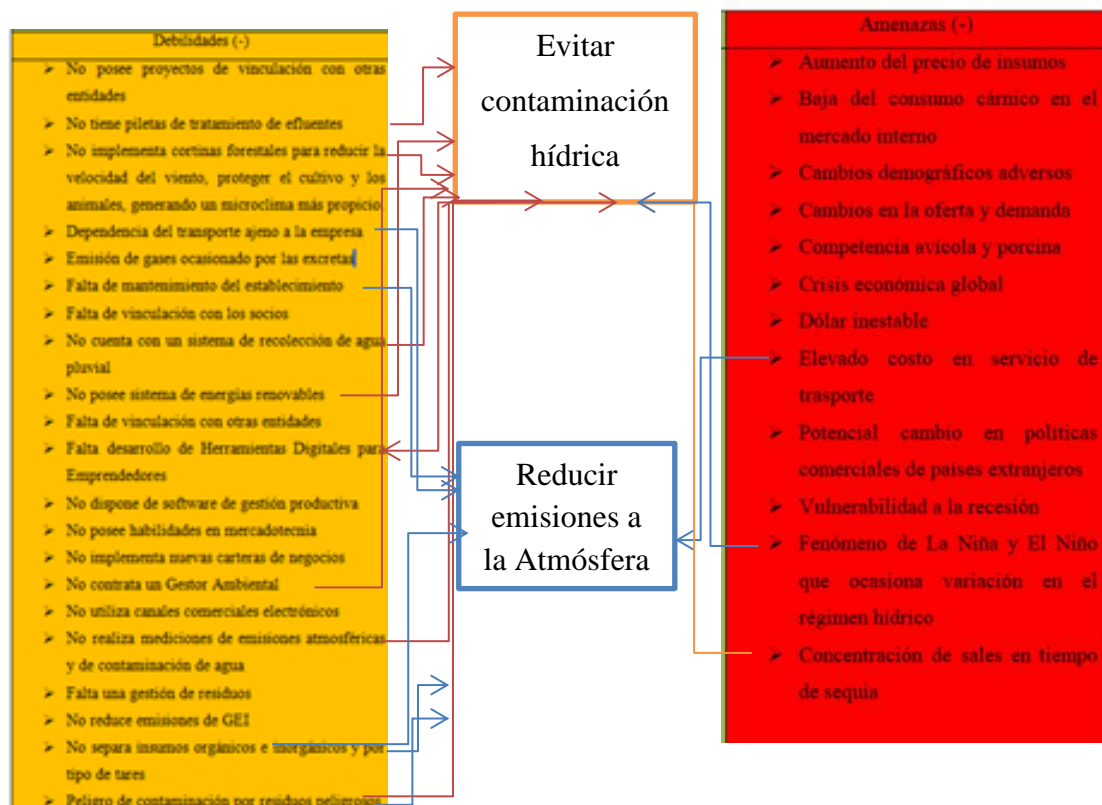 Debilidades (-)
➤ No posee proyectos de vinculación con otras
entidades
➤ No tiene piletas de tratamiento de efluentes
➤ No implementa cortinas forestales para reducir la
velocidad del viento, proteger el cultivo y los
animales, generando un microclima más propicio.
➤ Dependencia del transporte ajeno a la empresa
➤ Emisión de gases ocasionado por las excretas
➤ Falta de mantenimiento del establecimiento
➤ Falta de vinculación con los socios
➤ No cuenta con un sistema de recolección de agua
pluvial
➤ No posee sistema de energías renovables
➤ Falta de vinculación con otras entidades
➤ Falta desarrollo de Herramientas Digitales para
Emprendedores
➤ No dispone de software de gestión productiva
➤ No posee habilidades en mercadotecnia
➤ No implementa nuevas carteras de negocios
➤ No contrata un Gestor Ambiental
➤ No utiliza canales comerciales electrónicos
➤ No realiza mediciones de emisiones atmosféricas
y de contaminación de agua
➤ Falta una gestión de residuos
➤ No reduce emisiones de GEI
➤ No separa insumos orgánicos e inorgánicos y por
tipo de tares
➤ Peligro de contaminación por residuos peligrosos
Evitar
contaminación
hídrica
Reducir
emisiones a
la Atmósfera
Amenazas (-)
➤ Aumento del precio de insumos
➤ Baja del consumo cárnico en el
mercado interno
➤ Cambios demográficos adversos
➤ Cambios en la oferta y demanda
➤ Competencia avícola y porcina
➤ Crisis económica global
➤ Dólar inestable
➤ Elevado costo en servicio de
trasporte
➤ Potencial cambio en políticas
comerciales de países extranjeros
➤ Vulnerabilidad a la recesión
➤ Fenómeno de La Niña y El Niño
que ocasiona variación en el
régimen hídrico
➤ Concentración de sales en tiempo
de sequia